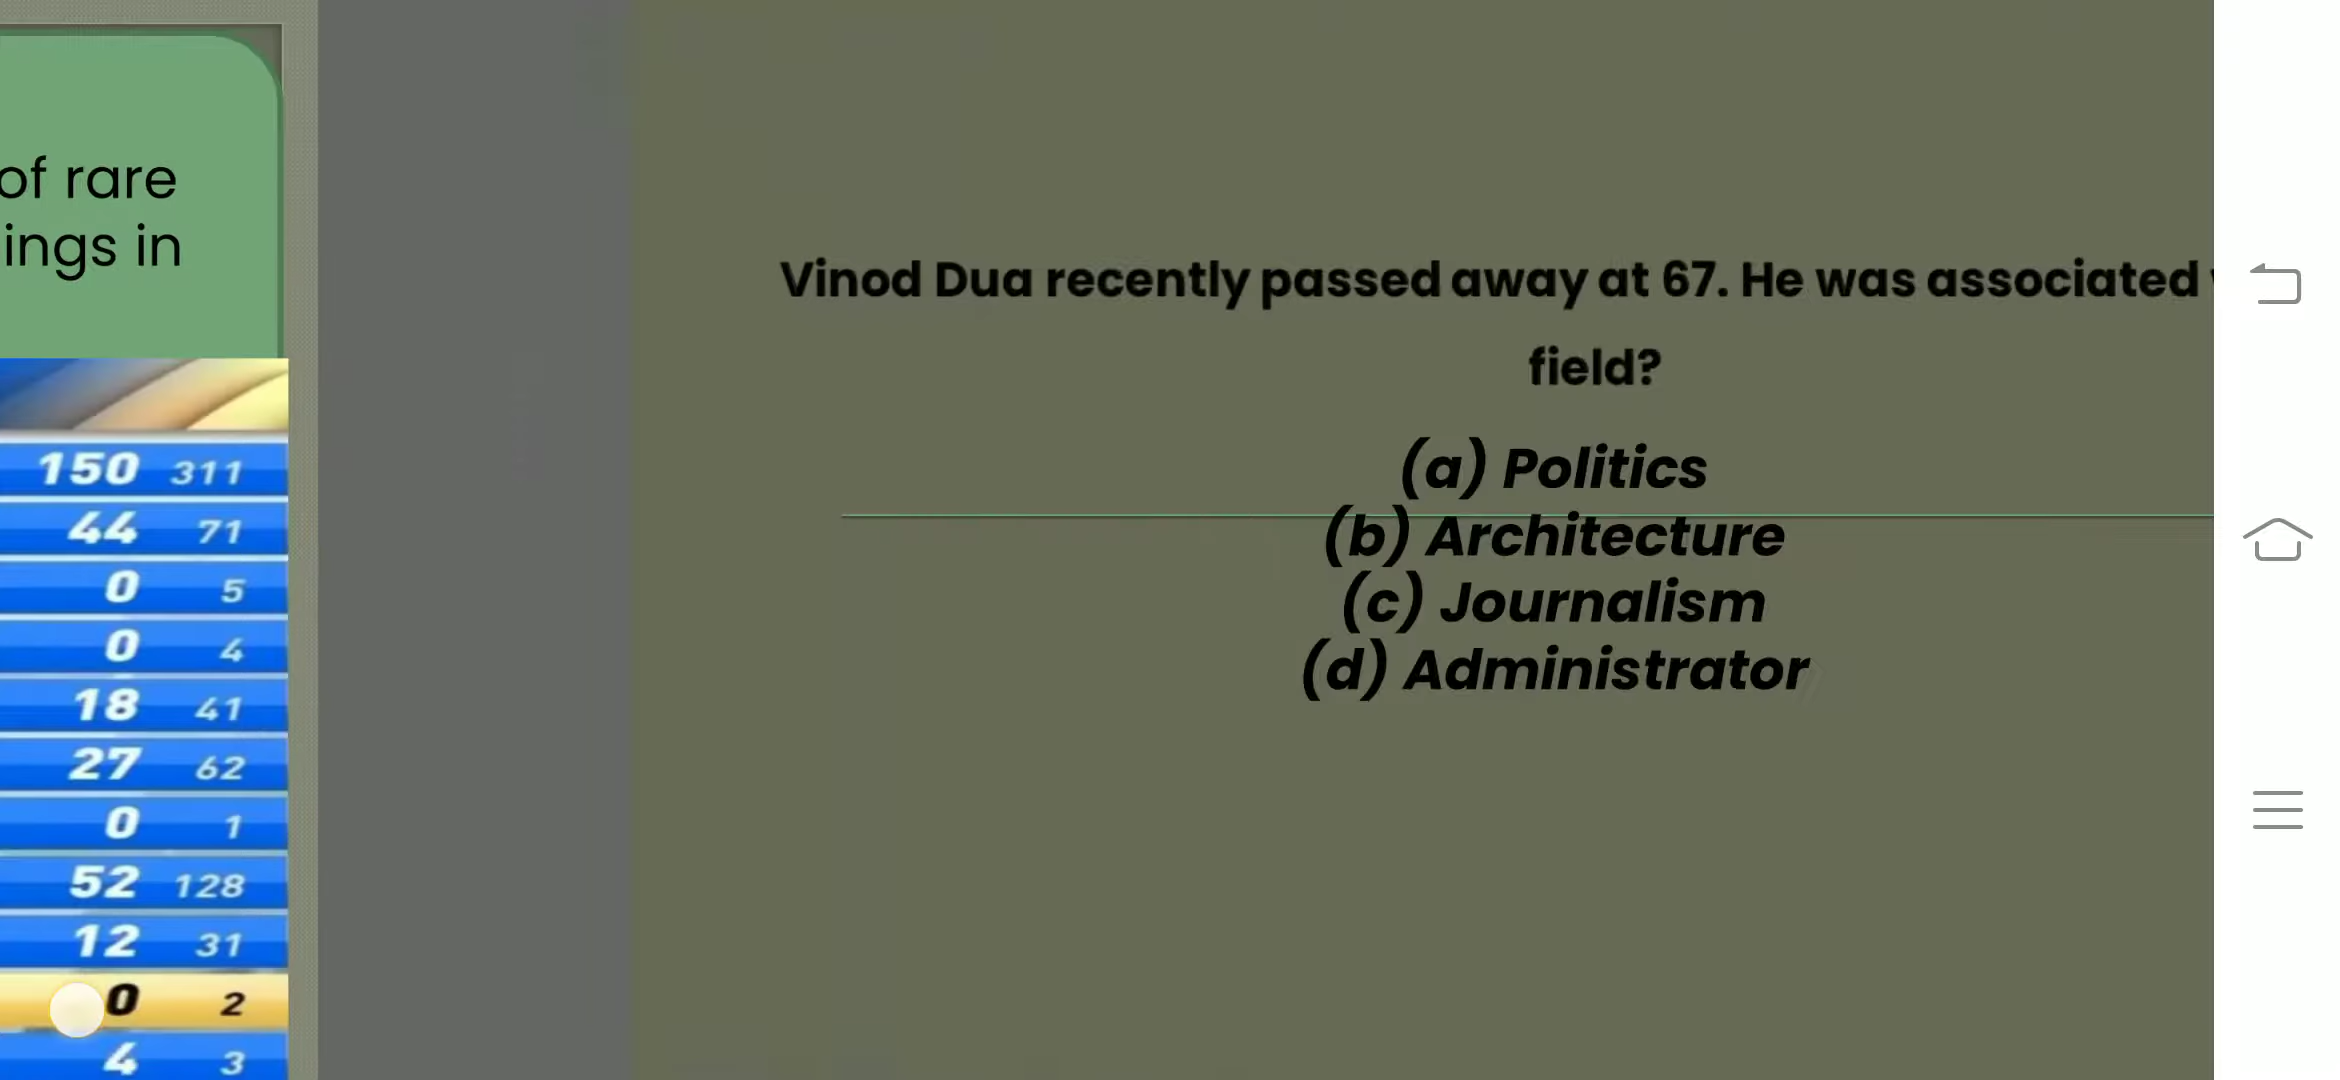 of rare
ings in
150 311
44 71
0 5
0 4
18 41
27 62
0 1
52 128
12 31
0 2
4 3
Vinod Dua recently passed away at 67. He was associated
field?
(a) Politics
(b) Architecture
(c) Journalism
(d) Administrator